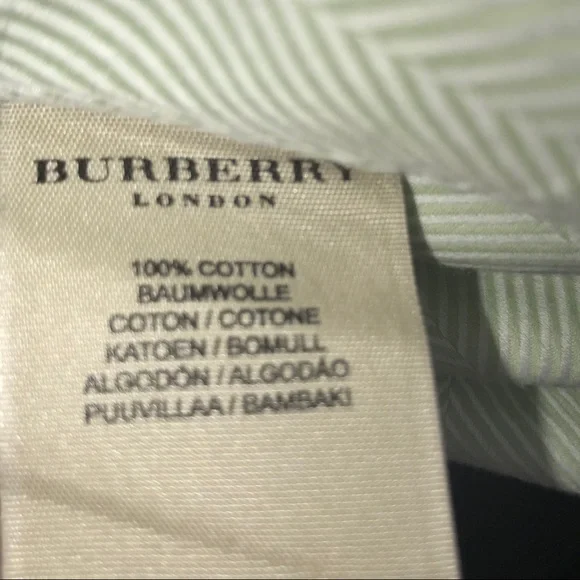 BURBERRY
LONDON
100% COTTON
BAUMWOLLE
COTON / COTONE
KATOEN / BOMULL
ALGODÓN / ALGODÃO
PUUVILLAA / BAMBAKI